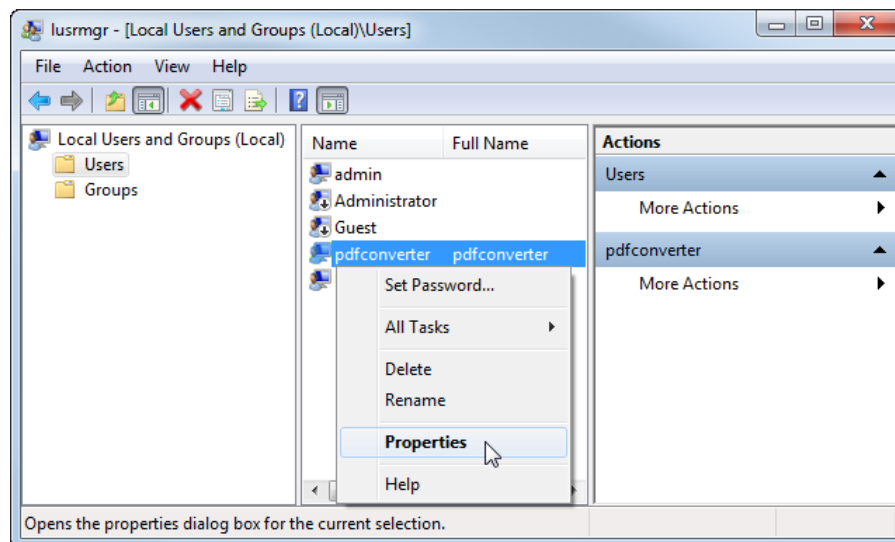 lusrmgr - [Local Users and Groups (Local)\Users]
File Action View Help
Local Users and Groups (Local)
Users
Groups
Name Full Name
admin
Administrator
Guest
pdfconverter pdfconverter
Set Password...
All Tasks
Delete
Rename
Properties
Help
Actions
Users
More Actions
pdfconverter
More Actions
Opens the properties dialog box for the current selection.